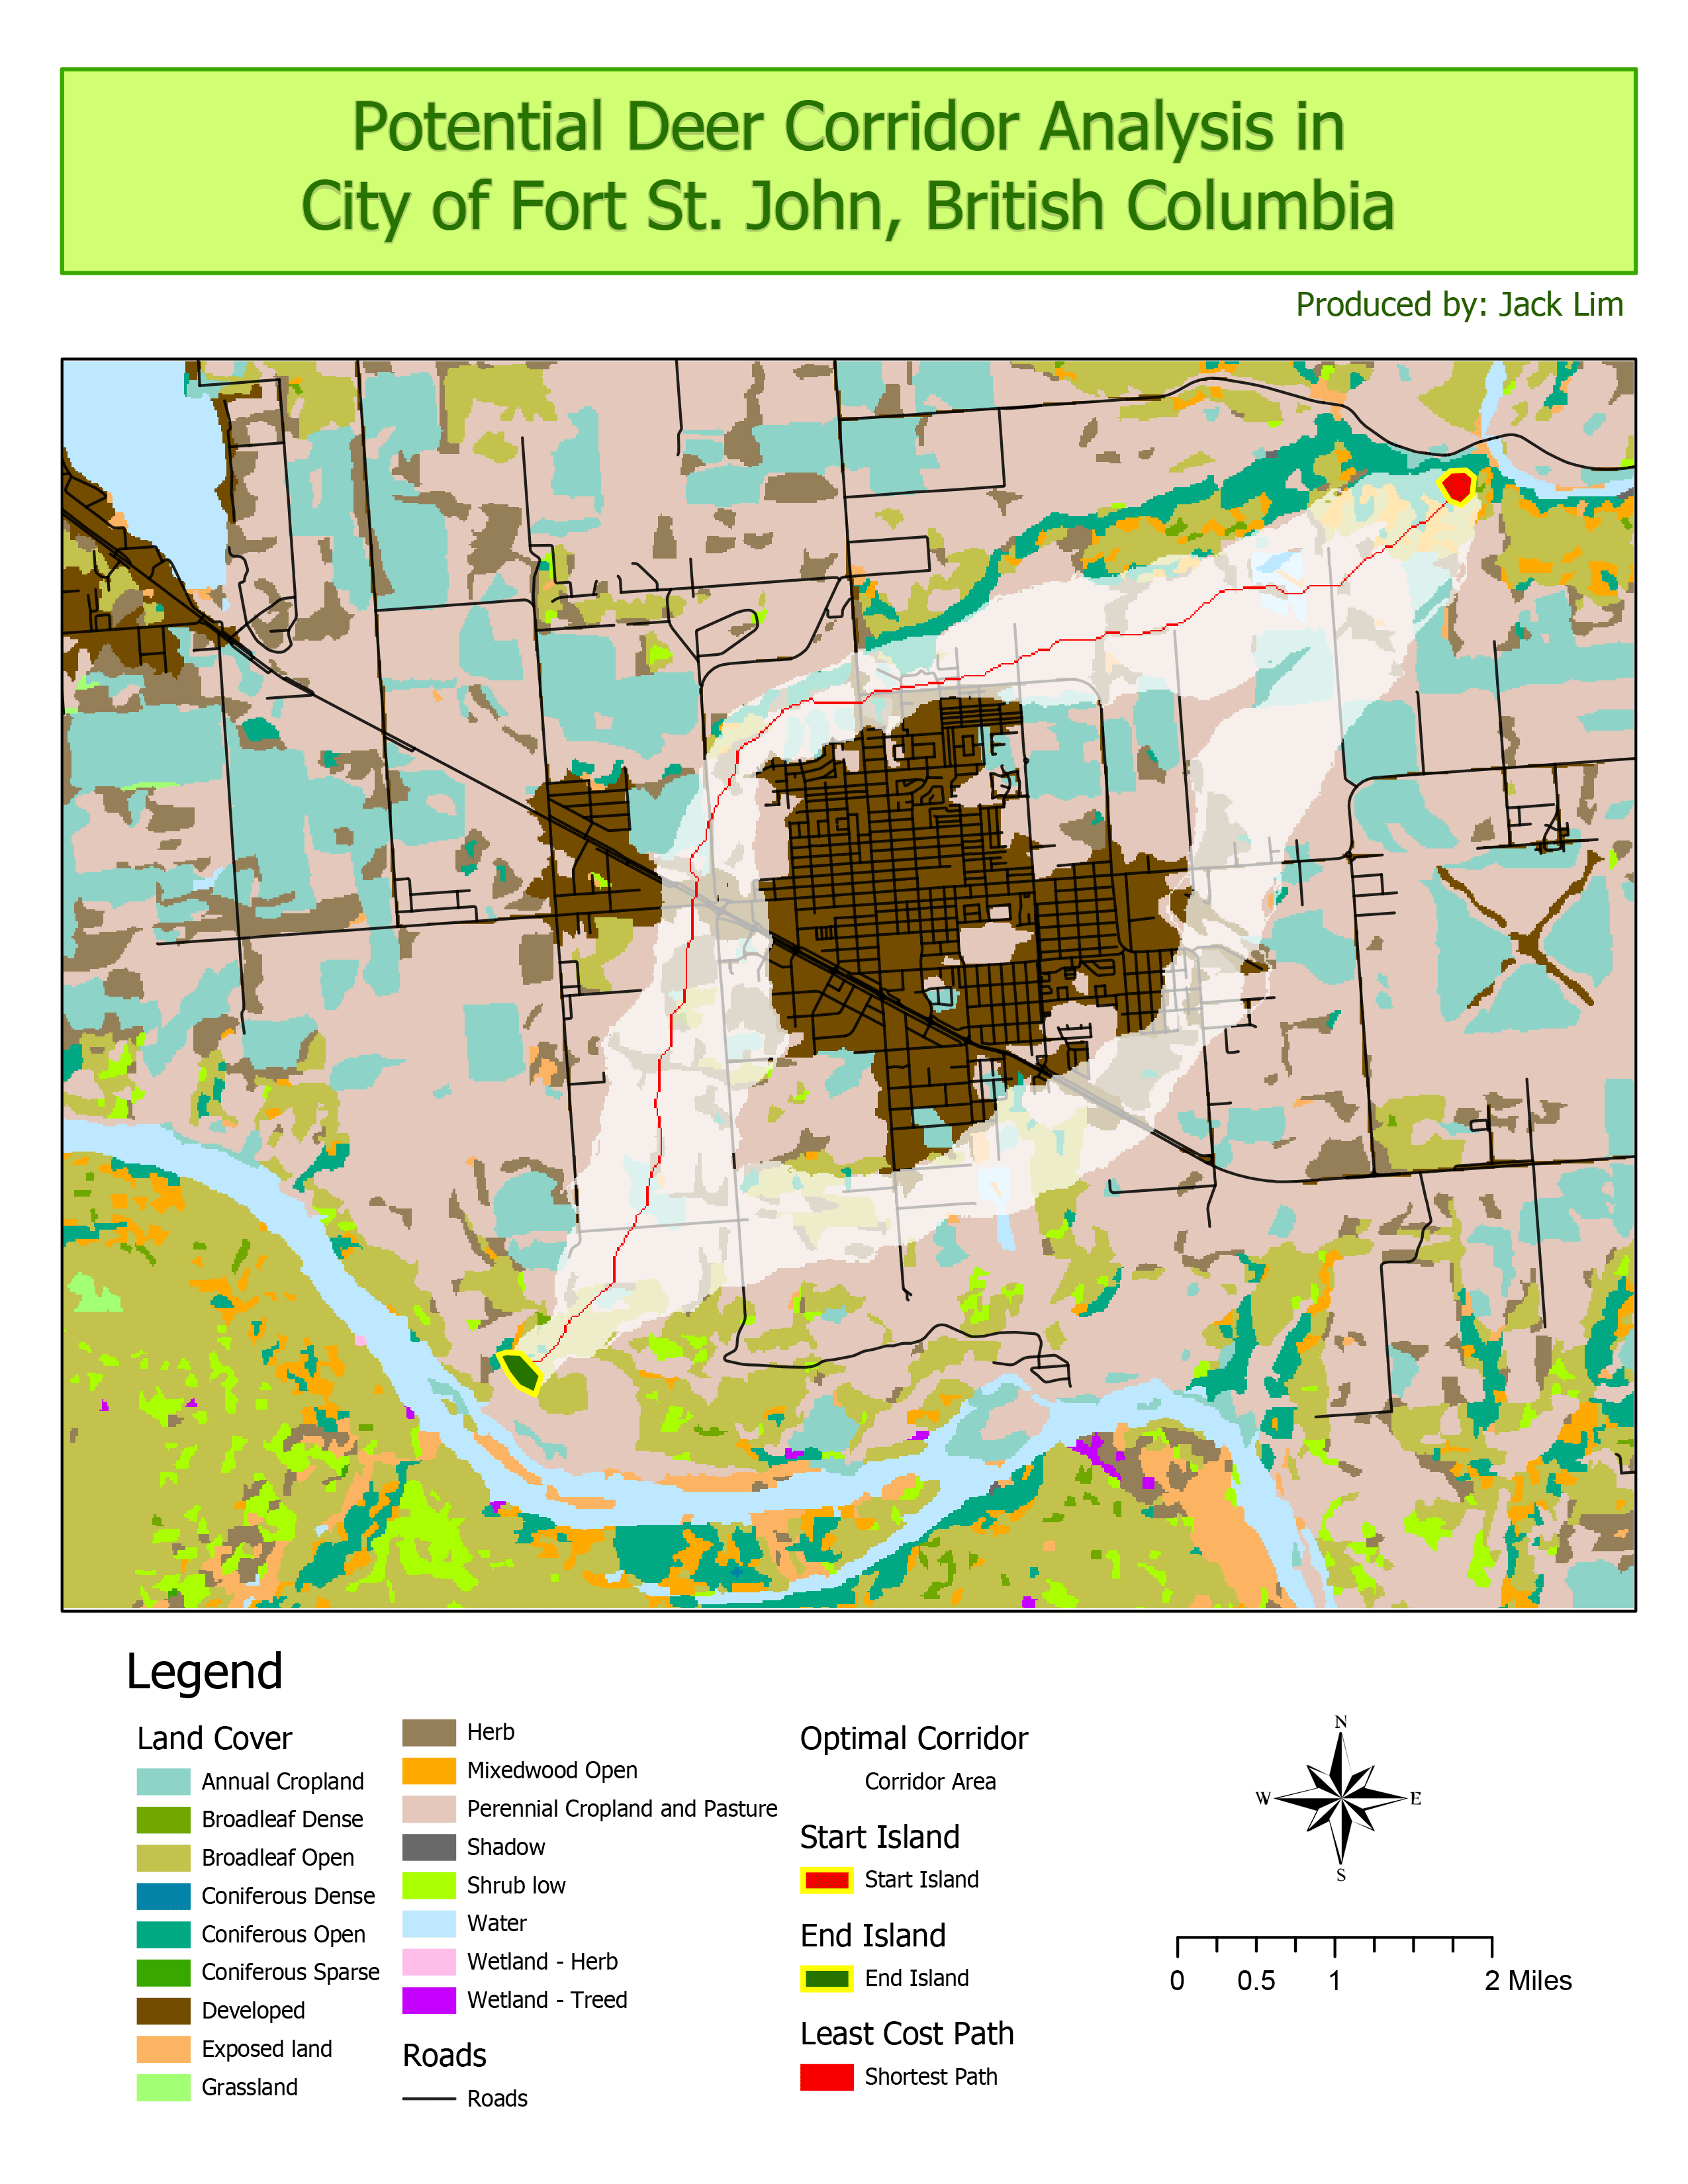 Potential Deer Corridor Analysis in
City of Fort St. John, British Columbia
Produced by: Jack Lim
Legend
Land Cover
Annual Cropland
Broadleaf Dense
Broadleaf Open
Coniferous Dense
Coniferous Open
Coniferous Sparse
Developed
Exposed land
Grassland
Herb
Mixedwood Open
Perennial Cropland and Pasture
Shadow
Shrub low
Water
Wetland - Herb
Wetland - Treed
Roads
Roads
Optimal Corridor
Corridor Area
Start Island
Start Island
End Island
End Island
Least Cost Path
Shortest Path
N
W E
S
0 0.5 1 2 Miles